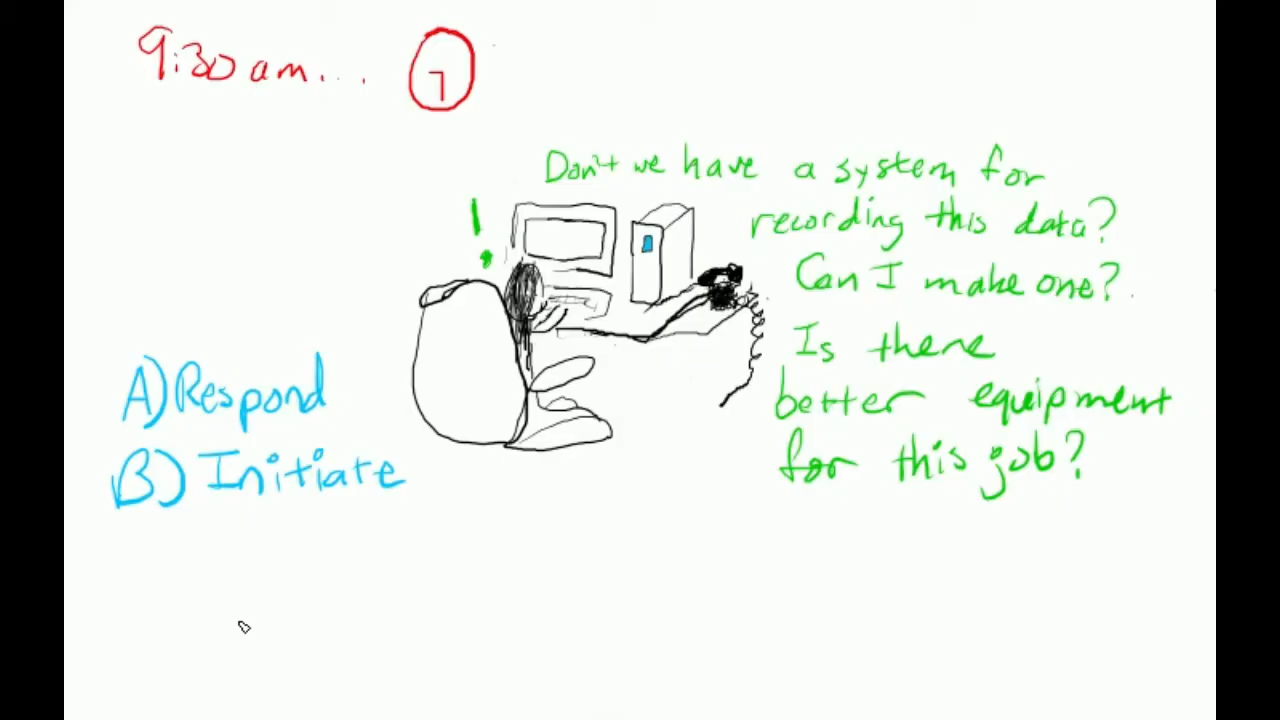 9:30 am... 7
!
Don't we have a system for
recording this data?
Can I make one?
Is there
better equipment
for this job?
A) Respond
B) Initiate